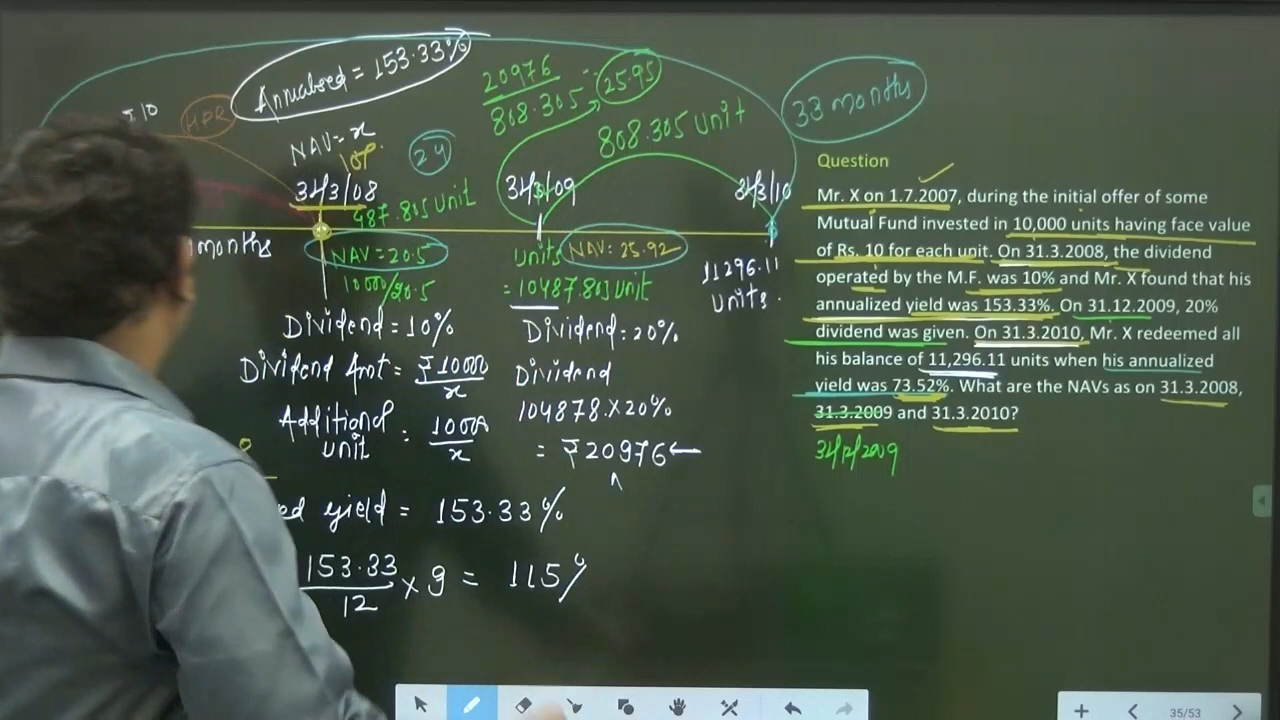 Annualised = 153.33%
₹10
HPR
NAV = x
31/3/08
487.805 Unit
24
20976
808.305
25.95
808.305 Unit
31/3/09
31/3/10
33 months
months
NAV = 20.5
10000/20.5
Units
NAV = 25.92
= 10487.805 Unit
11296.11
Units.
Dividend = 10%
Dividend Amt = ₹10000
x
Additional
unit
= 10000
x
Dividend = 20%
Dividend
104878 X 20%
= ₹20976
ed yield = 153.33%
153.33
12
× 9 = 115%
Question
Mr. X on 1.7.2007, during the initial offer of some
Mutual Fund invested in 10,000 units having face value
of Rs. 10 for each unit. On 31.3.2008, the dividend
operated by the M.F. was 10% and Mr. X found that his
annualized yield was 153.33%. On 31.12.2009, 20%
dividend was given. On 31.3.2010, Mr. X redeemed all
his balance of 11,296.11 units when his annualized
yield was 73.52%. What are the NAVs as on 31.3.2008,
31.3.2009 and 31.3.2010?
31/12/2009
35/53